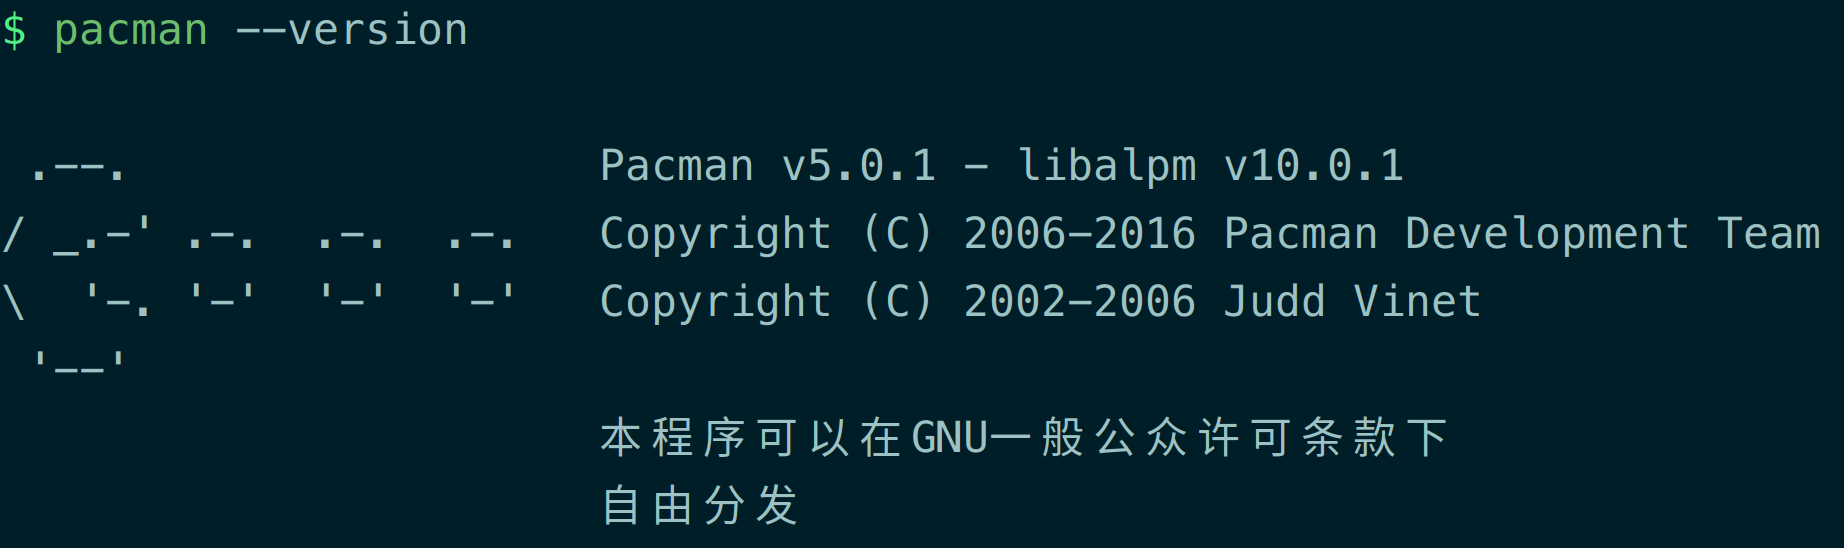 $ pacman --version
 .--.                  Pacman v5.0.1 - libalpm v10.0.1
/ _.-' .-.  .-.  .-.   Copyright (C) 2006-2016 Pacman Development Team
\  '-. '-'  '-'  '-'   Copyright (C) 2002-2006 Judd Vinet
 '--'
                       本程序可以在GNU一般公众许可条款下
                       自由分发